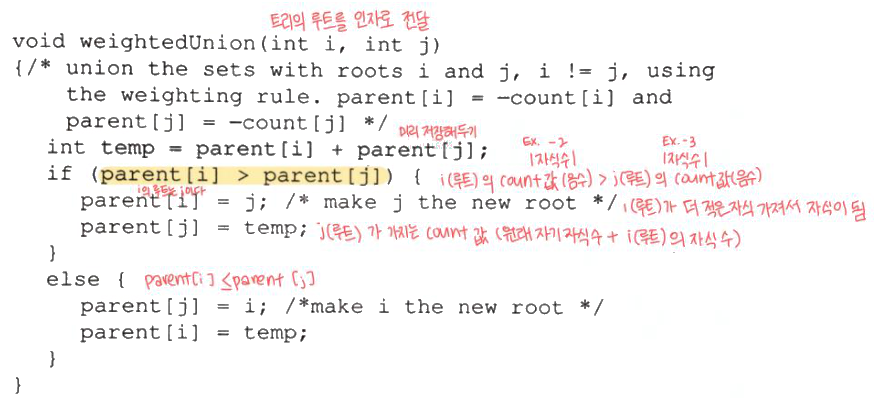 트리의 루트를 인자로 전달
void weightedUnion(int i, int j)
{/* union the sets with roots i and j, i != j, using
the weighting rule. parent[i] = -count[i] and
parent[j] = -count[j] */
미리 저장해두기
Ex. -2
Ex. -3
int temp = parent[i] + parent[j];
|자식수|
|자식수|
if (parent[i] > parent[j]) { i(루트)의 count값(음수) > j(루트)의 count값(음수)
i의 루트는 j이다
parent[i] = j; /* make j the new root */ i(루트)가 더 적은 자식 가져서 자식이 됨
parent[j] = temp; j(루트)가 가지는 count 값 (원래 자기 자식수 + i(루트)의 자식수)
}
else { parent[i] ≤ parent [j]
parent[j] = i; /*make i the new root */
parent[i] = temp;
}
}